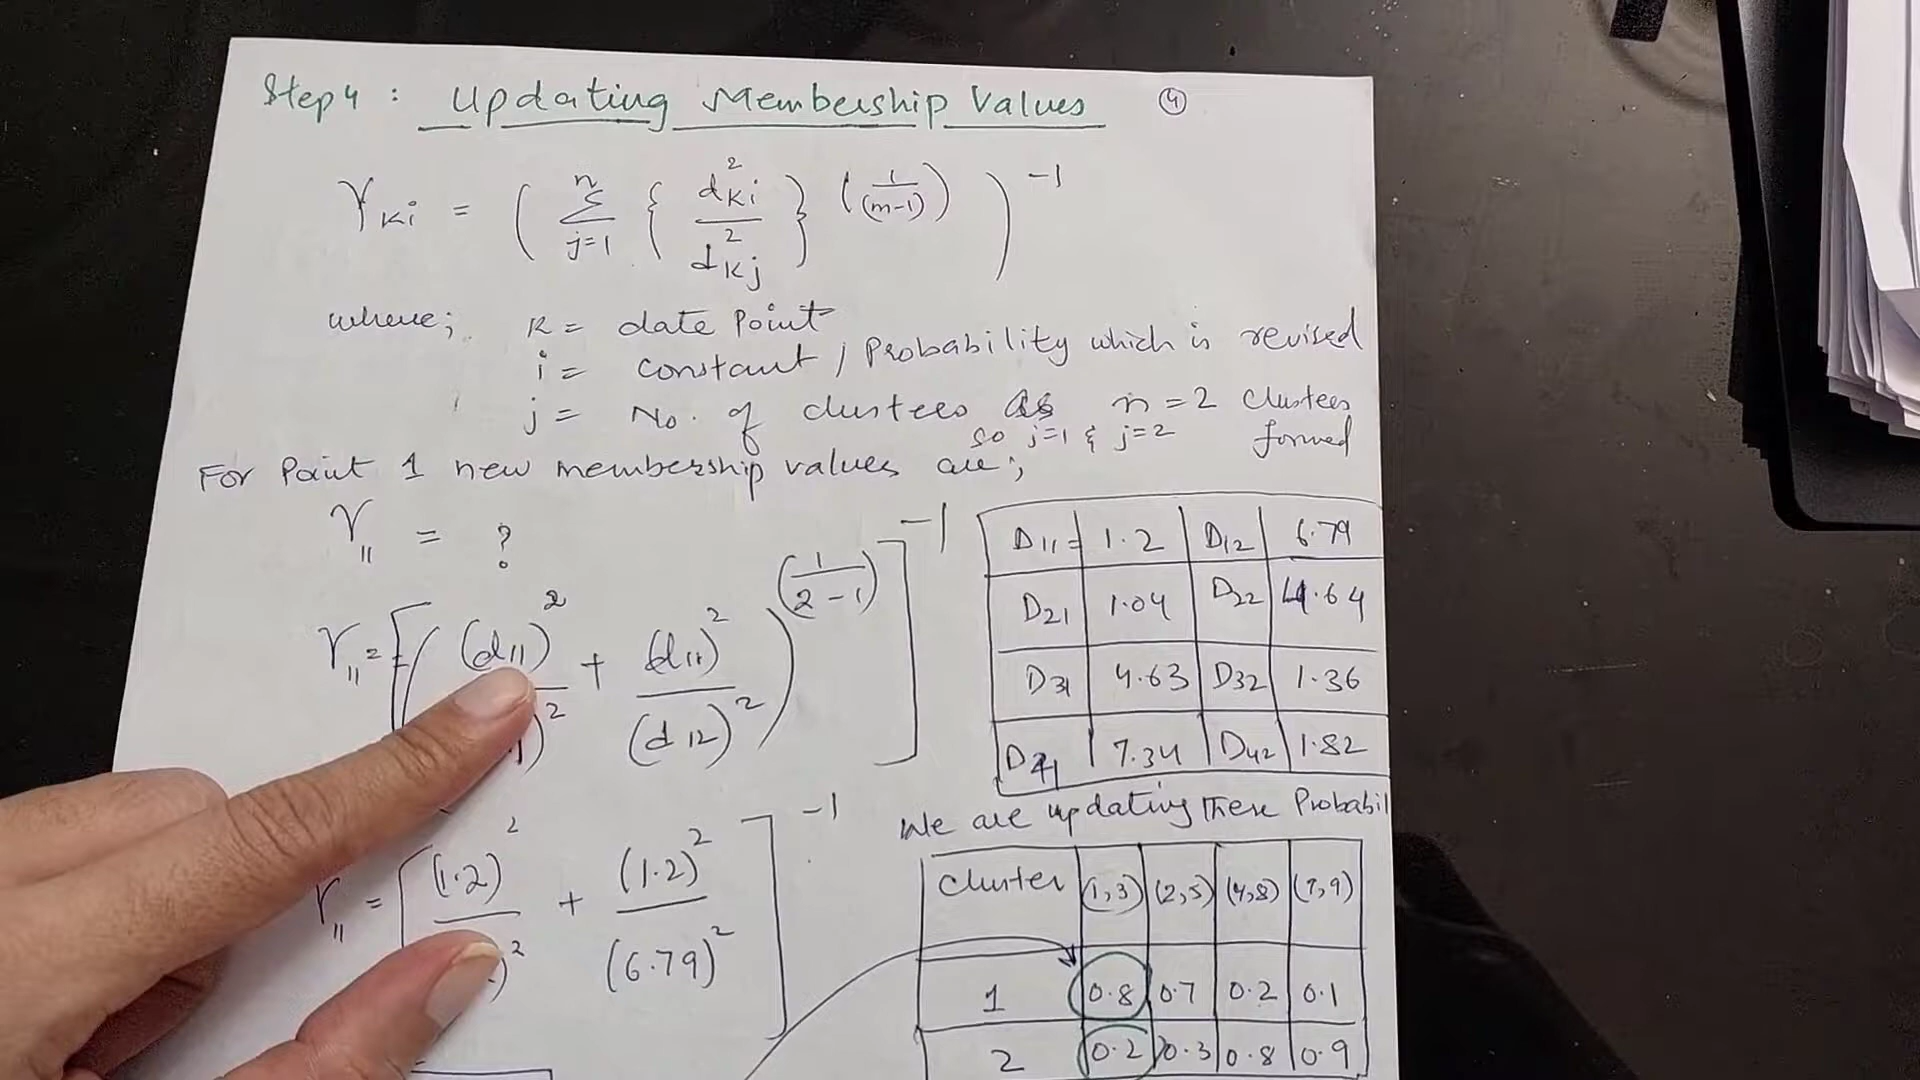 Step 4 : Updating Membership Values ④
γki = ( n Σ j=1 { d²ki / d²kj } (1/(m-1)) ) -1
where; K = date Point
i = constant / Probability which is revised
j = No. of clusters as n = 2 clusters formed
so j=1 & j=2
For Point 1 new membership values are;
γ11 = ?
γ11 = [ ( (d11)² / 1)² + (d11)² / (d12)² ) (1/(2-1)) ] -1
D11= 1.2 D12 6.79
D21 1.04 D22 4.64
D31 4.63 D32 1.36
D41 7.34 D42 1.82
We are updating these Probabil
γ11 = [ (1.2)² / )² + (1.2)² / (6.79)² ] -1
Cluster (1,3) (2,5) (4,8) (7,9)
1 0.8 0.7 0.2 0.1
2 0.2 0.3 0.8 0.9